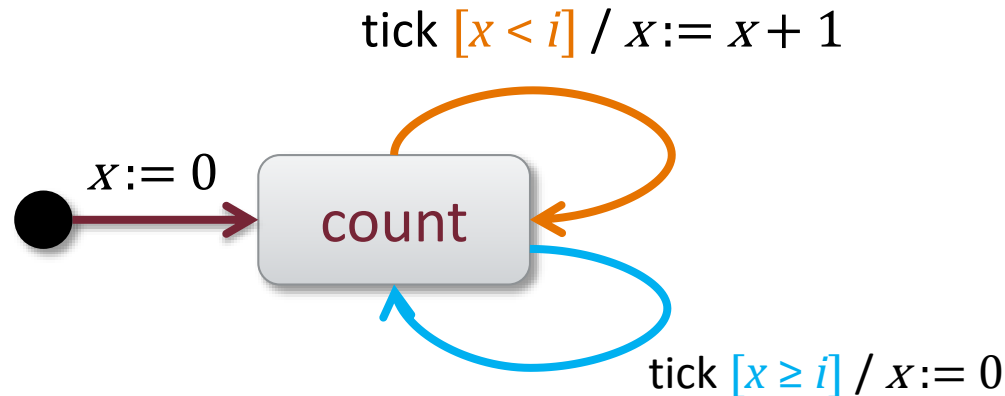 tick [x < i] / x := x + 1
x := 0
count
tick [x ≥ i] / x := 0